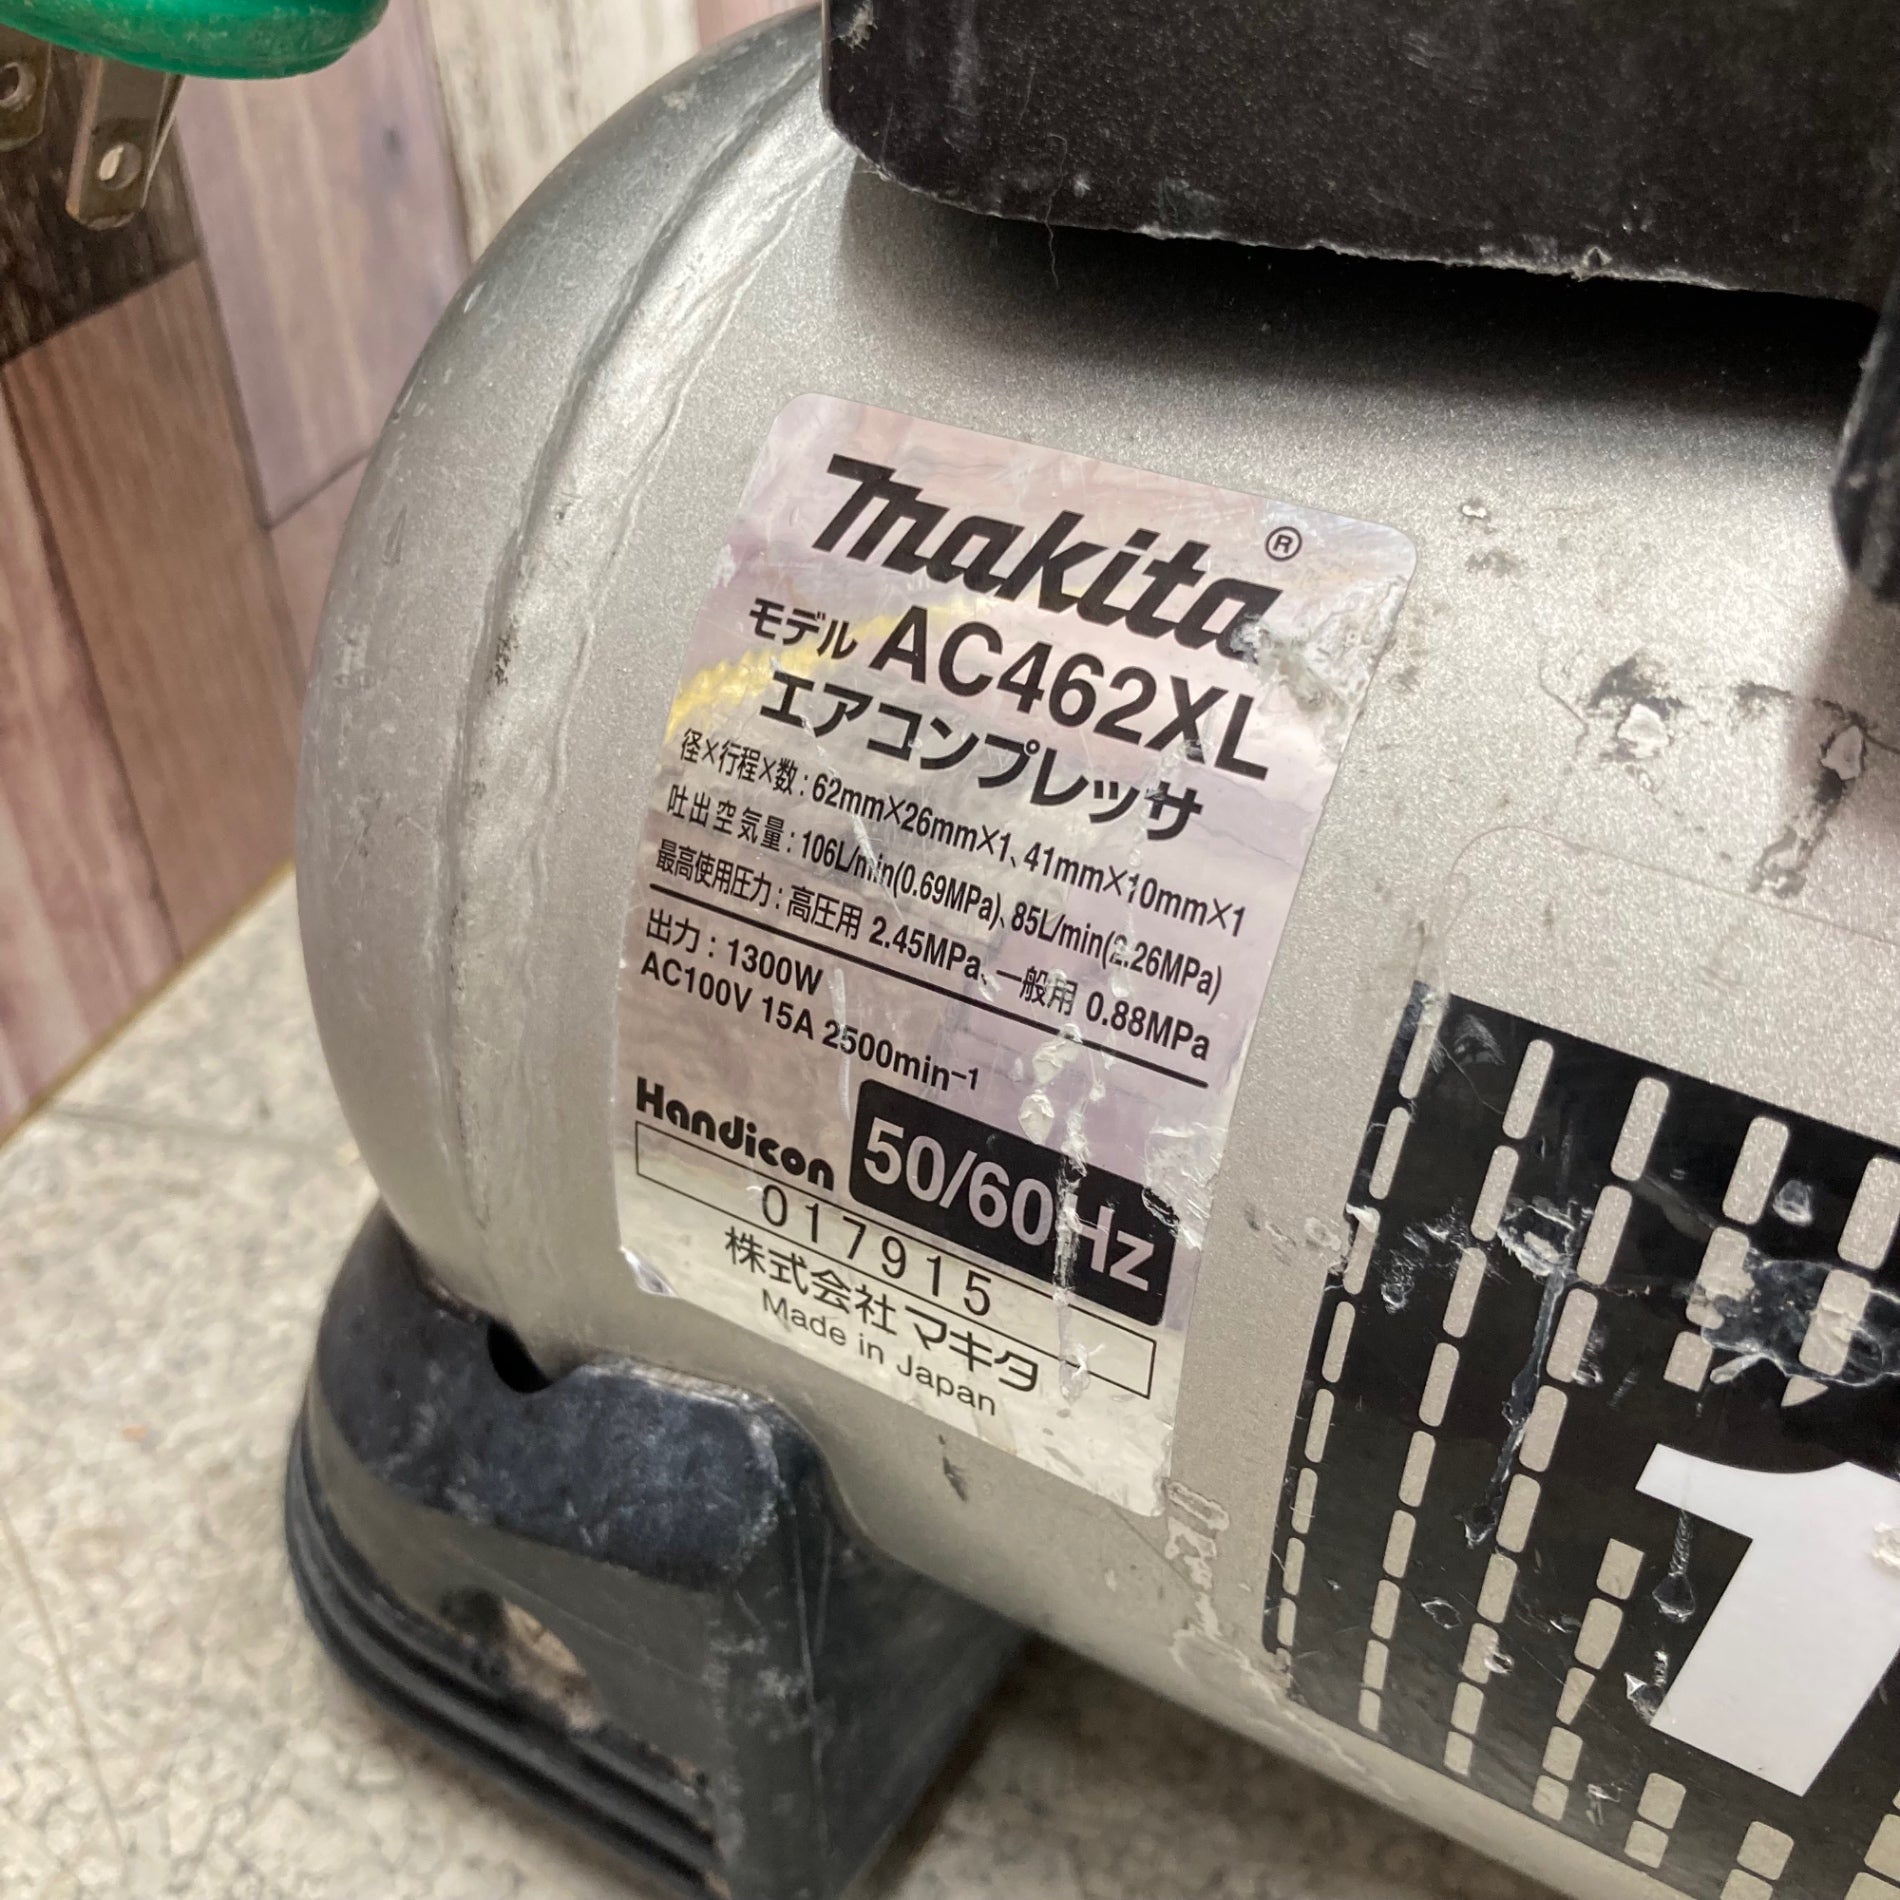 makita®
モデル AC462XL
エアコンプレッサ
径×行程×数:62mm×26mm×1、41mm×10mm×1
吐出空気量:106L/min(0.69MPa)、85L/min(2.26MPa)
最高使用圧力:高圧用 2.45MPa、一般用 0.88MPa
出力:1300W
AC100V 15A 2500min⁻¹
Handicon 50/60Hz
017915
株式会社 マキタ
Made in Japan
1